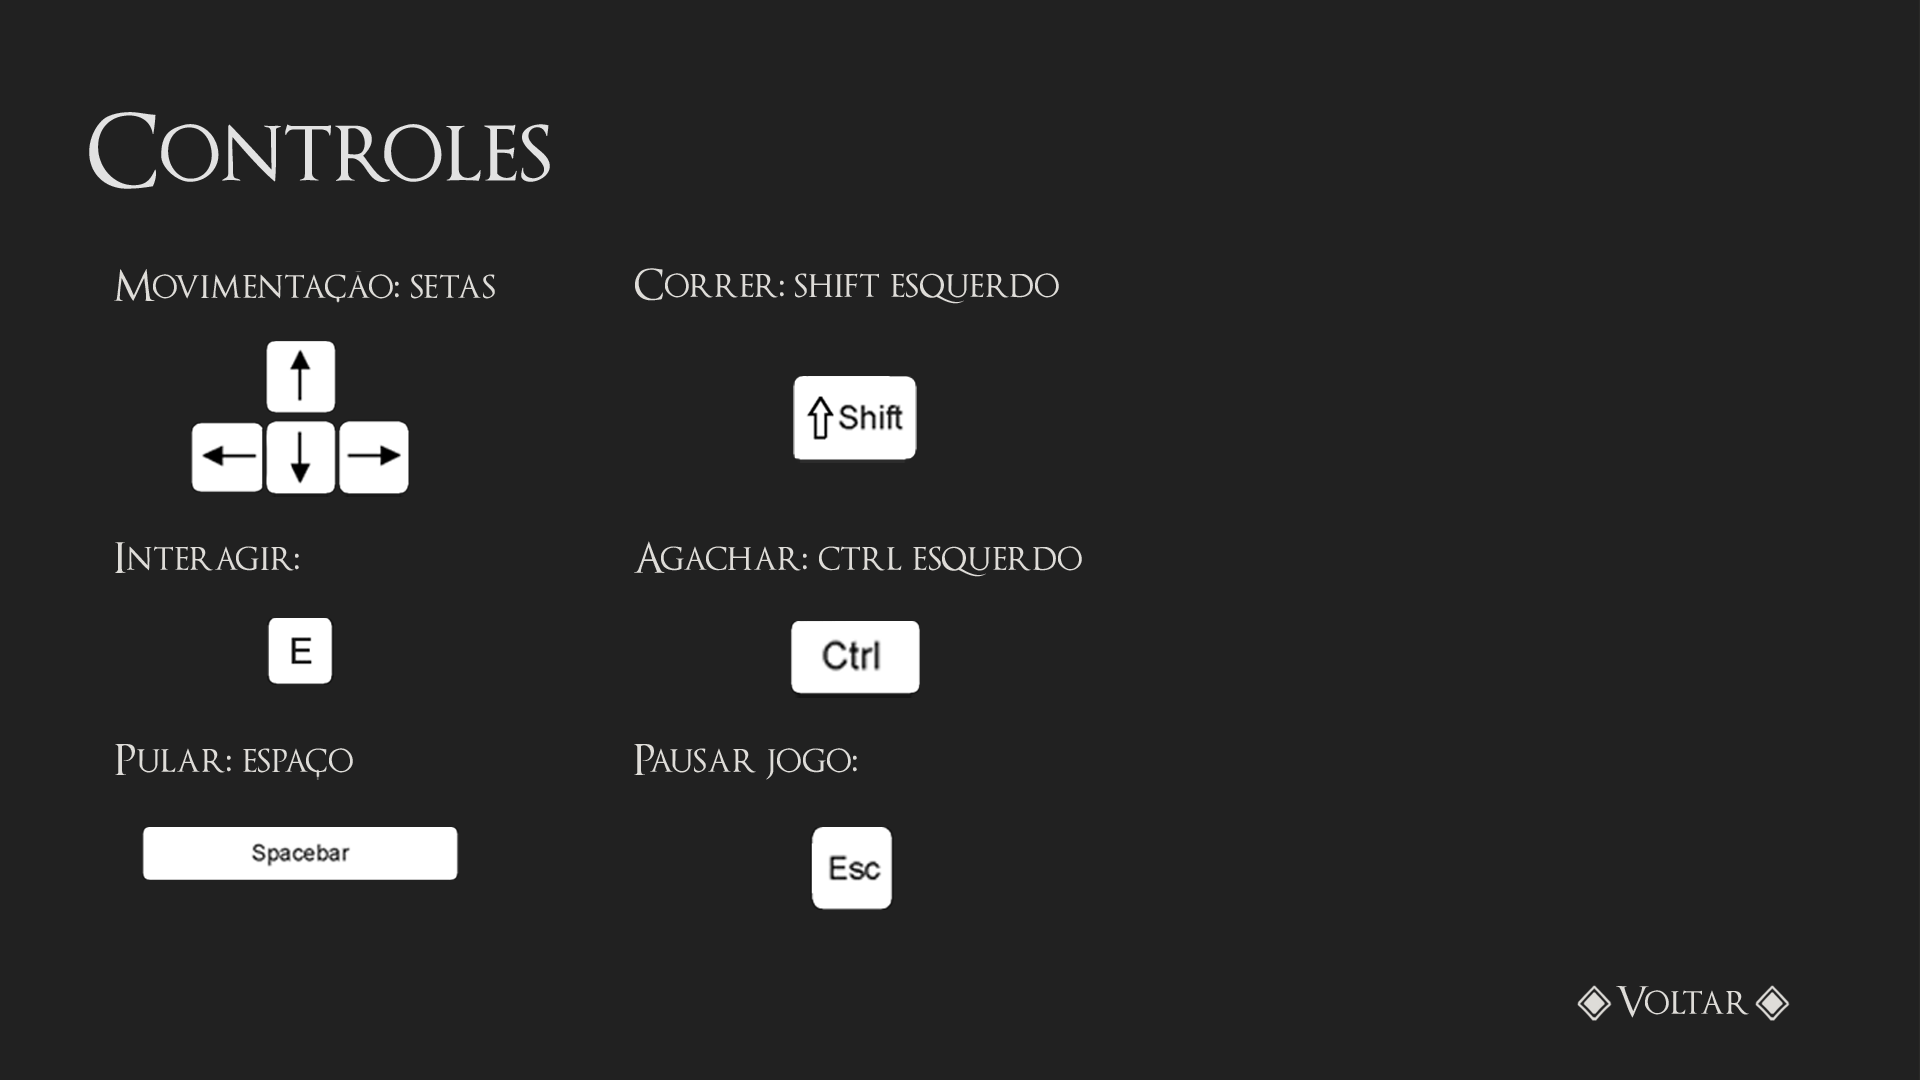 Controles
Movimentação: setas
Correr: shift esquerdo
Shift
Interagir:
Agachar: ctrl esquerdo
E
Ctrl
Pular: espaço
Pausar jogo:
Spacebar
Esc
Voltar